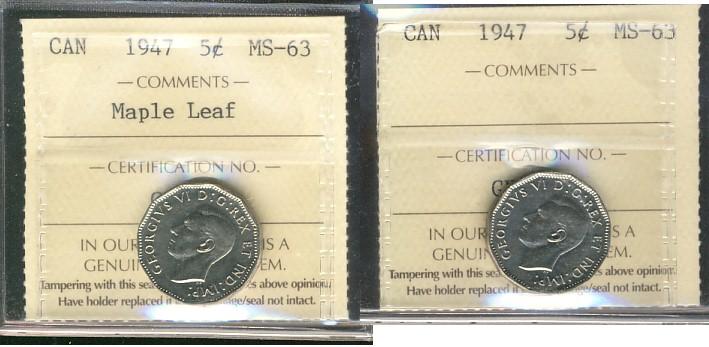 CAN 1947 5¢ MS-63
— COMMENTS —
Maple Leaf
— CERTIFICATION NO. —
GEORGIVS VI D:G:REX ET IND:IMP:
IN OUR IS A
GENUIN EM.
Tampering with this sea s above opinion.
Have holder replaced if ge/seal not intact.
CAN 1947 5¢ MS-63
— COMMENTS —
— CERTIFICATION NO. —
GEORGIVS VI D:G:REX ET IND:IMP:
IN OUR IS A
GENUIN EM.
Tampering with this sea s above opinion.
Have holder replaced ge/seal not intact.